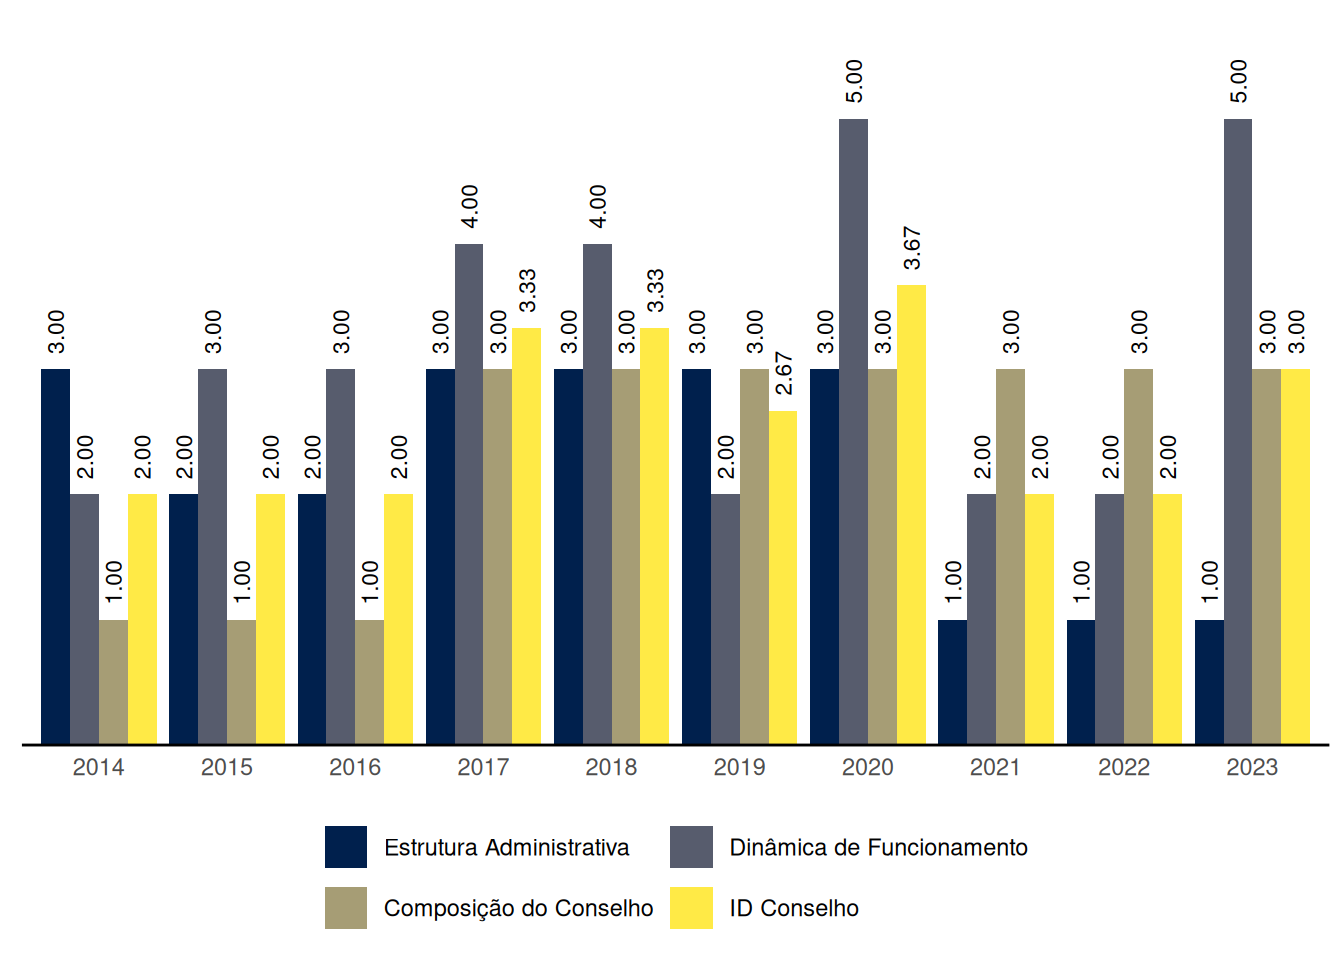 3.00 2.00 1.00 2.00 2.00 3.00 1.00 2.00 2.00 3.00 1.00 2.00 3.00 4.00 3.00 3.33 3.00 4.00 3.00 3.33 3.00 2.00 3.00 2.67 3.00 5.00 3.00 3.67 1.00 2.00 3.00 2.00 1.00 2.00 3.00 2.00 1.00 5.00 3.00 3.00
2014 2015 2016 2017 2018 2019 2020 2021 2022 2023
Estrutura Administrativa Dinâmica de Funcionamento
Composição do Conselho ID Conselho